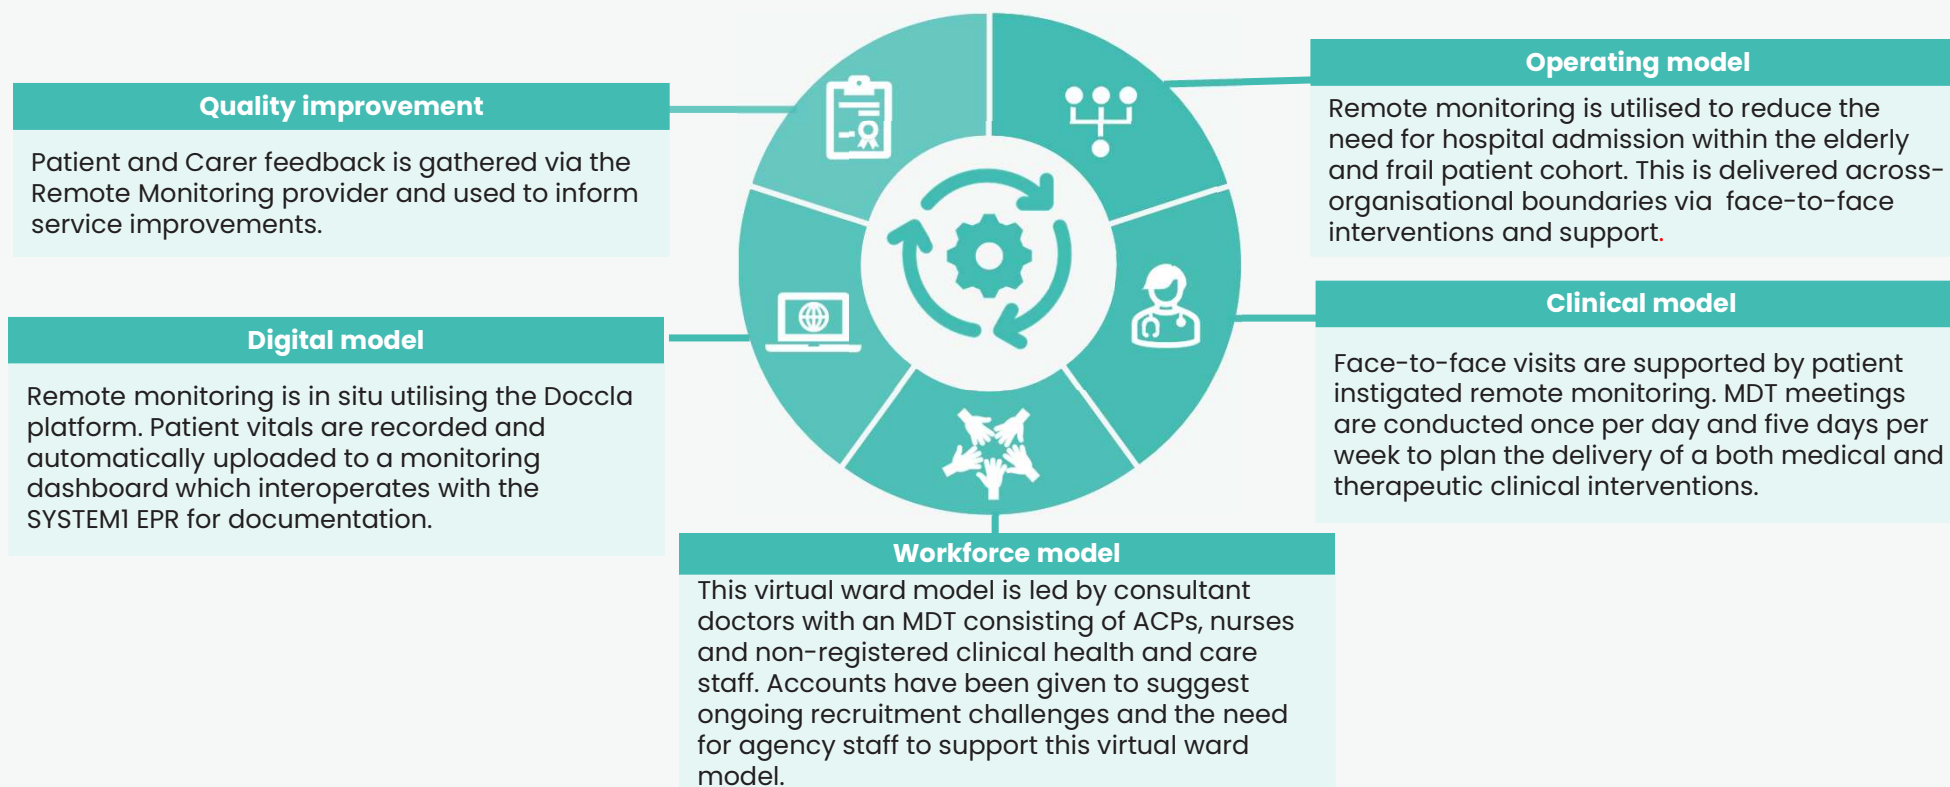 Quality improvement
Patient and Carer feedback is gathered via the
Remote Monitoring provider and used to inform
service improvements.
Digital model
Remote monitoring is in situ utilising the Doccla
platform. Patient vitals are recorded and
automatically uploaded to a monitoring
dashboard which interoperates with the
SYSTEM1 EPR for documentation.
Operating model
Remote monitoring is utilised to reduce the
need for hospital admission within the elderly
and frail patient cohort. This is delivered across-
organisational boundaries via  face-to-face
interventions and support.
Clinical model
Face-to-face visits are supported by patient
instigated remote monitoring. MDT meetings
are conducted once per day and five days per
week to plan the delivery of a both medical and
therapeutic clinical interventions.
Workforce model
This virtual ward model is led by consultant
doctors with an MDT consisting of ACPs, nurses
and non-registered clinical health and care
staff. Accounts have been given to suggest
ongoing recruitment challenges and the need
for agency staff to support this virtual ward
model.